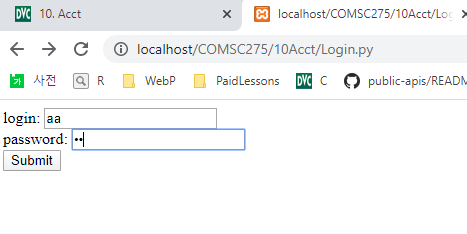 DVC 10. Acct
localhost/COMSC275/10Acct/Log
localhost/COMSC275/10Acct/Login.py
사전 R WebP PaidLessons DVC C public-apis/READM
login: aa
password: ••
Submit